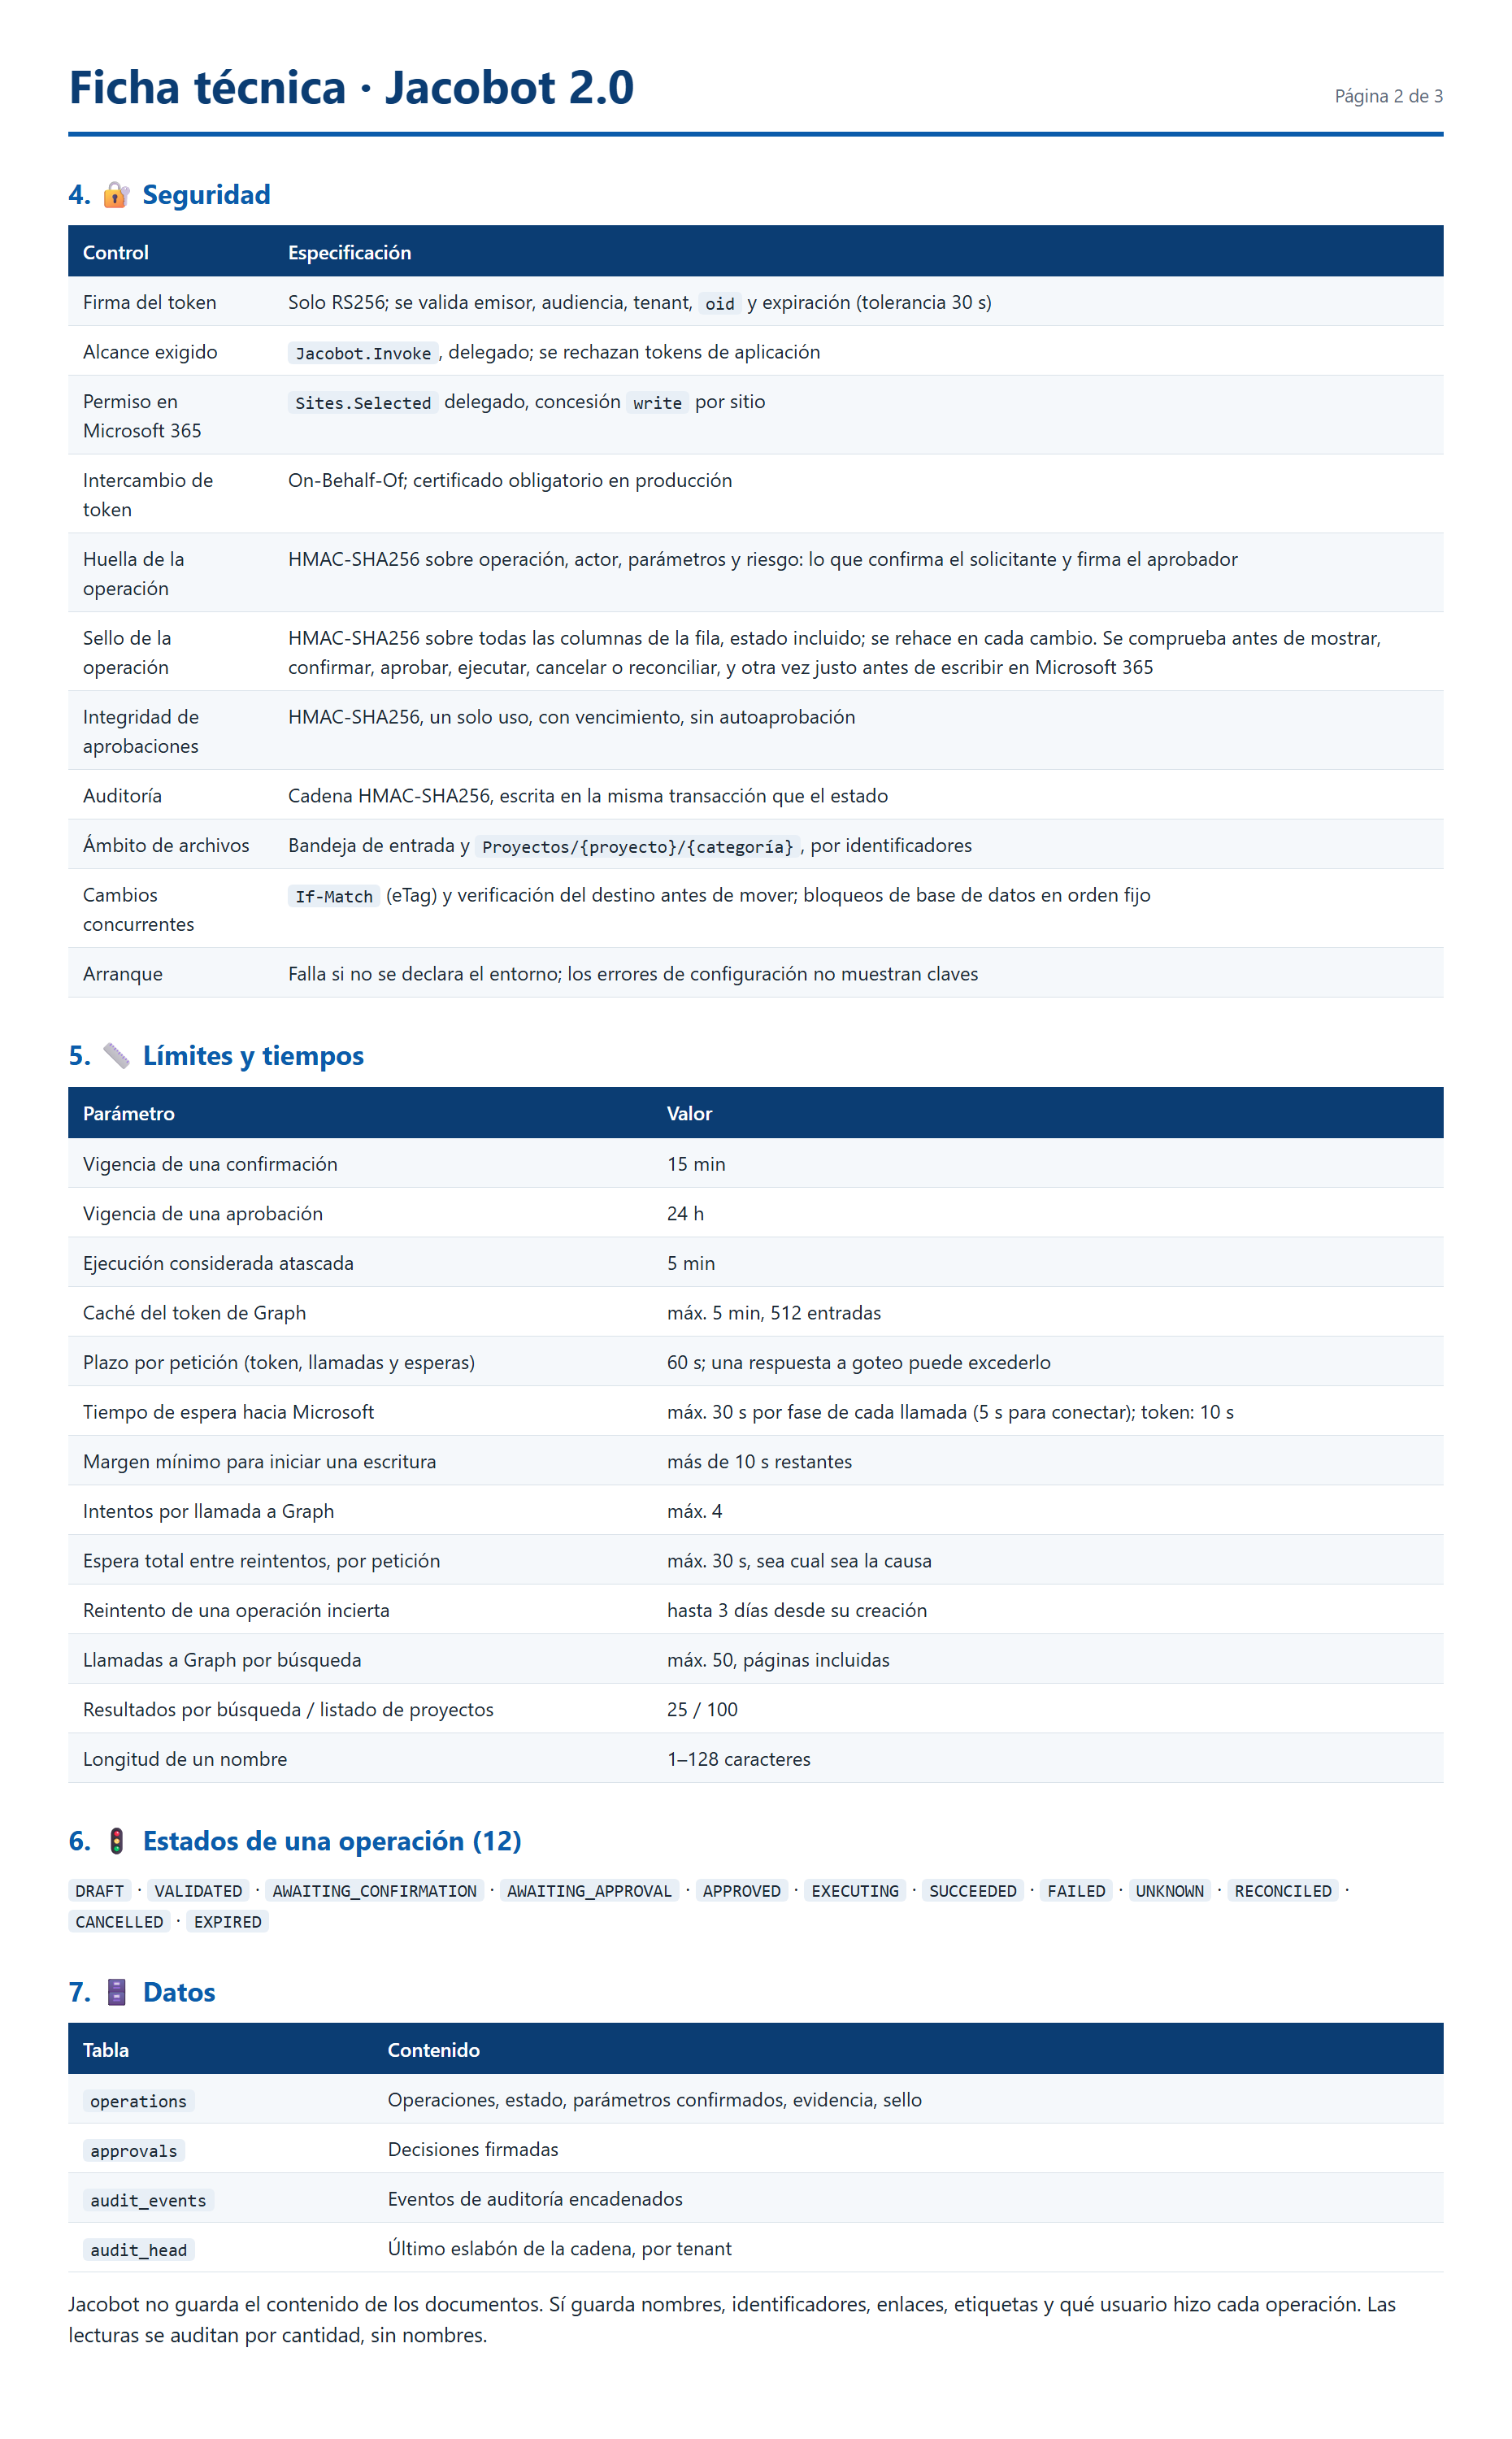 Ficha técnica · Jacobot 2.0
Página 2 de 3
4. 🔐 Seguridad
Control Especificación
Firma del token Solo RS256; se valida emisor, audiencia, tenant, oid y expiración (tolerancia 30 s)
Alcance exigido Jacobot.Invoke, delegado; se rechazan tokens de aplicación
Permiso en Sites.Selected delegado, concesión write por sitio
Microsoft 365
Intercambio de On-Behalf-Of; certificado obligatorio en producción
token
Huella de la HMAC-SHA256 sobre operación, actor, parámetros y riesgo: lo que confirma el solicitante y firma el aprobador
operación
Sello de la HMAC-SHA256 sobre todas las columnas de la fila, estado incluido; se rehace en cada cambio. Se comprueba antes de mostrar,
operación confirmar, aprobar, ejecutar, cancelar o reconciliar, y otra vez justo antes de escribir en Microsoft 365
Integridad de HMAC-SHA256, un solo uso, con vencimiento, sin autoaprobación
aprobaciones
Auditoría Cadena HMAC-SHA256, escrita en la misma transacción que el estado
Ámbito de archivos Bandeja de entrada y Proyectos/{proyecto}/{categoría}, por identificadores
Cambios If-Match (eTag) y verificación del destino antes de mover; bloqueos de base de datos en orden fijo
concurrentes
Arranque Falla si no se declara el entorno; los errores de configuración no muestran claves
5. 📏 Límites y tiempos
Parámetro Valor
Vigencia de una confirmación 15 min
Vigencia de una aprobación 24 h
Ejecución considerada atascada 5 min
Caché del token de Graph máx. 5 min, 512 entradas
Plazo por petición (token, llamadas y esperas) 60 s; una respuesta a goteo puede excederlo
Tiempo de espera hacia Microsoft máx. 30 s por fase de cada llamada (5 s para conectar); token: 10 s
Margen mínimo para iniciar una escritura más de 10 s restantes
Intentos por llamada a Graph máx. 4
Espera total entre reintentos, por petición máx. 30 s, sea cual sea la causa
Reintento de una operación incierta hasta 3 días desde su creación
Llamadas a Graph por búsqueda máx. 50, páginas incluidas
Resultados por búsqueda / listado de proyectos 25 / 100
Longitud de un nombre 1–128 caracteres
6. 🚦 Estados de una operación (12)
DRAFT · VALIDATED · AWAITING_CONFIRMATION · AWAITING_APPROVAL · APPROVED · EXECUTING · SUCCEEDED · FAILED · UNKNOWN · RECONCILED ·
CANCELLED · EXPIRED
7. 🗄️ Datos
Tabla Contenido
operations Operaciones, estado, parámetros confirmados, evidencia, sello
approvals Decisiones firmadas
audit_events Eventos de auditoría encadenados
audit_head Último eslabón de la cadena, por tenant
Jacobot no guarda el contenido de los documentos. Sí guarda nombres, identificadores, enlaces, etiquetas y qué usuario hizo cada operación. Las
lecturas se auditan por cantidad, sin nombres.